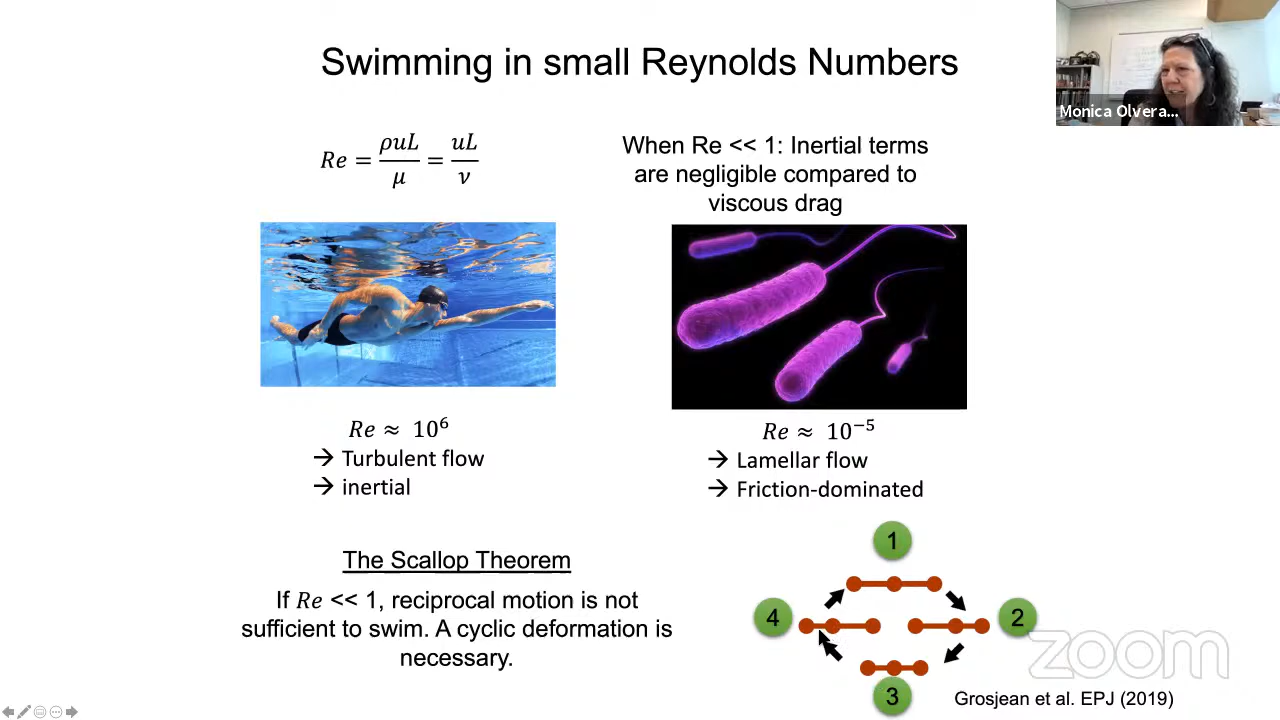 Swimming in small Reynolds Numbers
Monica Olvera...
Re = ρuL/μ = uL/ν
When Re << 1: Inertial terms
are negligible compared to
viscous drag
Re ≈ 10⁶
→ Turbulent flow
→ inertial
Re ≈ 10⁻⁵
→ Lamellar flow
→ Friction-dominated
The Scallop Theorem
If Re << 1, reciprocal motion is not
sufficient to swim. A cyclic deformation is
necessary.
1
4
2
3
zoom
Grosjean et al. EPJ (2019)